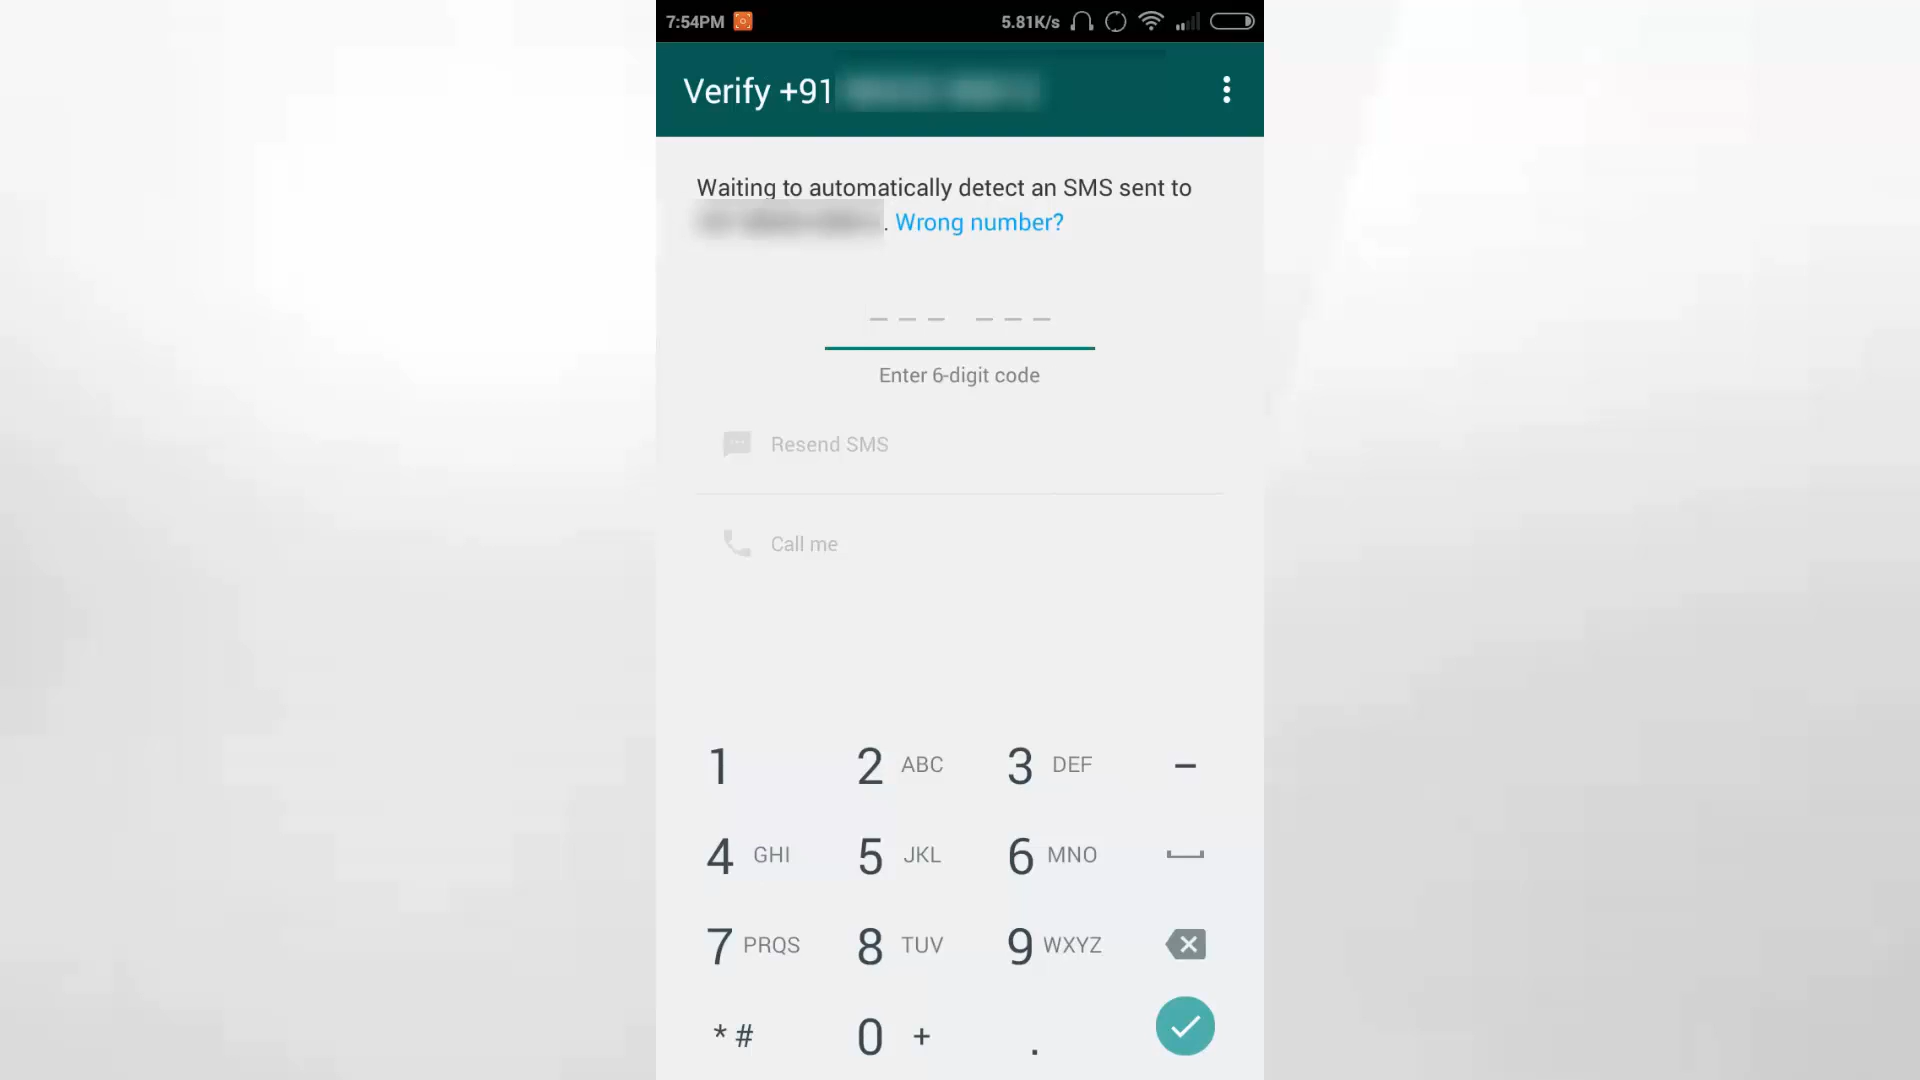 7:54PM 5.81K/s
Verify +91
Waiting to automatically detect an SMS sent to
. Wrong number?
Enter 6-digit code
Resend SMS
Call me
1 2 ABC 3 DEF –
4 GHI 5 JKL 6 MNO
7 PRQS 8 TUV 9 WXYZ
* # 0 + .